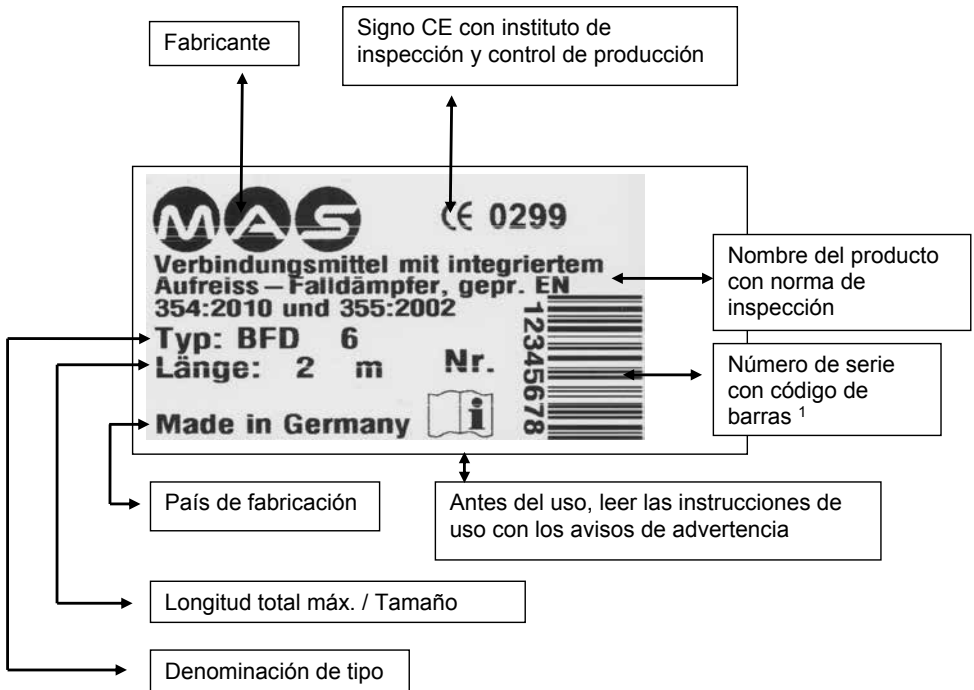 Fabricante
Signo CE con instituto de
inspección y control de producción
MAS
CE 0299
Verbindungsmittel mit integriertem
Aufreiss – Falldämpfer, gepr. EN
354:2010 und 355:2002
Typ: BFD 6
Länge: 2 m
Nr.
12345678
Made in Germany
i
Nombre del producto
con norma de
inspección
Número de serie
con código de
barras ¹
País de fabricación
Antes del uso, leer las instrucciones de
uso con los avisos de advertencia
Longitud total máx. / Tamaño
Denominación de tipo